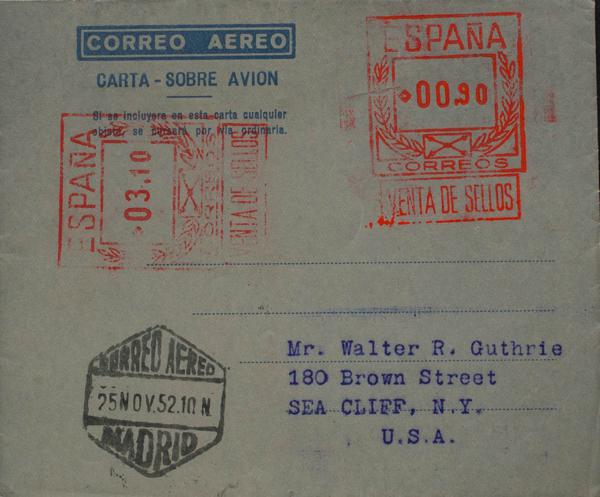 CORREO AEREO
CARTA-SOBRE AVION
Si se incluyera en esta carta cualquier
objeto, se cursará por vía ordinaria.
ESPAÑA
00.90
CORREOS
VENTA DE SELLOS
ESPAÑA
03.10
CORREOS
VENTA DE SELLOS
CORREO AEREO
25 NOV. 52. 10 N
MADRID
Mr. Walter R. Guthrie
180 Brown Street
SEA CLIFF, N.Y.
U.S.A.